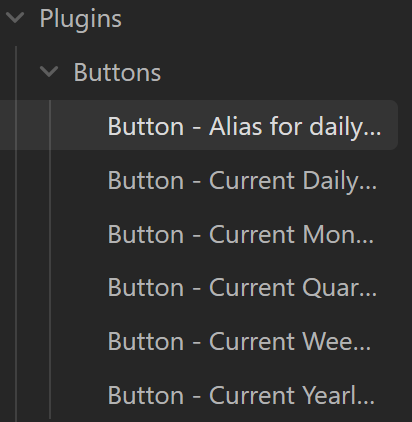 Plugins
Buttons
Button - Alias for daily...
Button - Current Daily...
Button - Current Mon...
Button - Current Quar...
Button - Current Wee...
Button - Current Yearl...